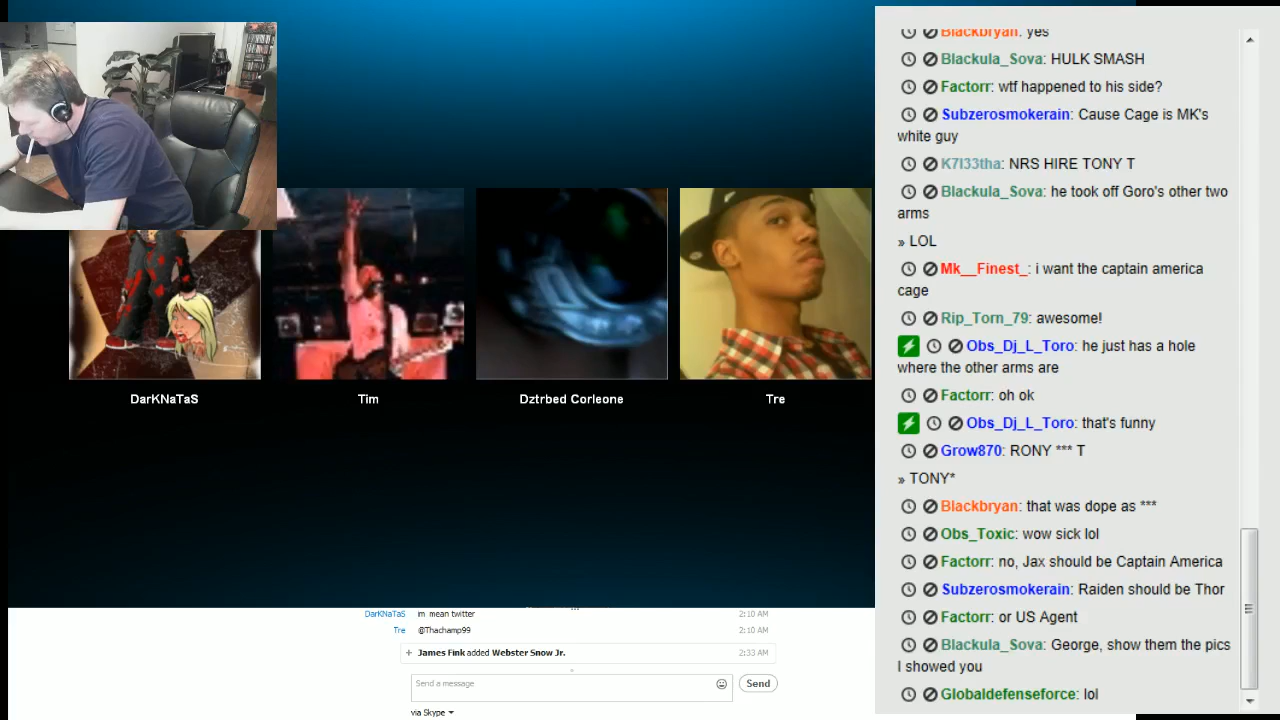 Blackbryan: yes
Blackula_Sova: HULK SMASH
Factorr: wtf happened to his side?
Subzerosmokerain: Cause Cage is MK's
white guy
K7l33tha: NRS HIRE TONY T
Blackula_Sova: he took off Goro's other two
arms
» LOL
Mk__Finest_: i want the captain america
cage
Rip_Torn_79: awesome!
Obs_Dj_L_Toro: he just has a hole
where the other arms are
Factorr: oh ok
Obs_Dj_L_Toro: that's funny
Grow870: RONY *** T
» TONY*
Blackbryan: that was dope as ***
Obs_Toxic: wow sick lol
Factorr: no, Jax should be Captain America
Subzerosmokerain: Raiden should be Thor
Factorr: or US Agent
Blackula_Sova: George, show them the pics
I showed you
Globaldefenseforce: lol
DarKNaTaS
Tim
Dztrbed Corleone
Tre
DarKNaTaS im mean twitter 2:10 AM
Tre @Thachamp99 2:10 AM
+ James Fink added Webster Snow Jr. 2:33 AM
Send a message
Send
via Skype